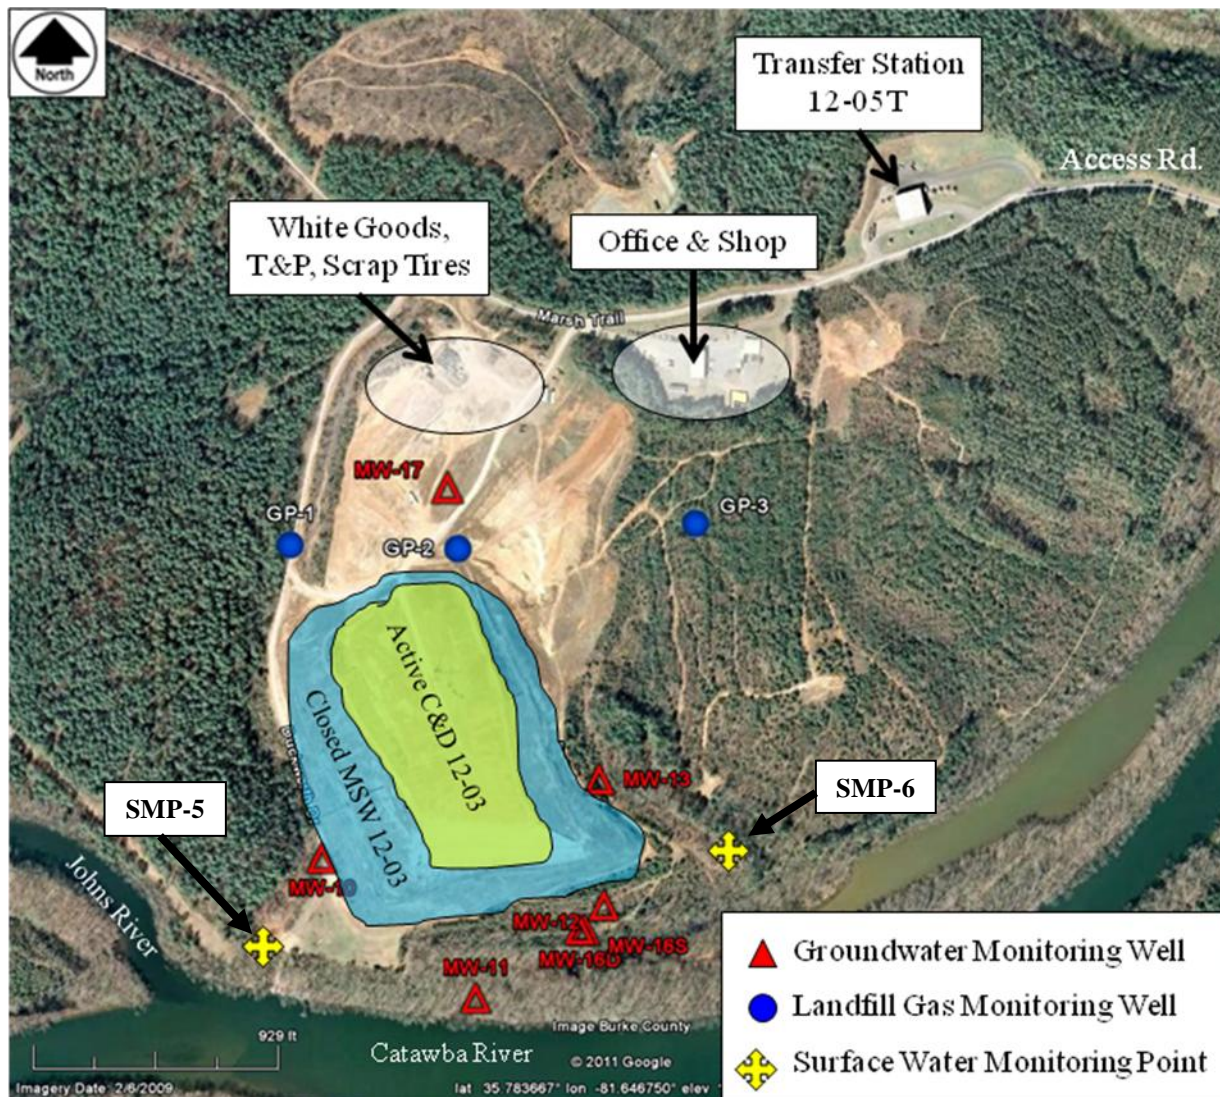 North
Transfer Station
12-05T
Access Rd.
White Goods,
T&P, Scrap Tires
Office & Shop
Marsh Trail
MW-17
GP-1
GP-2
GP-3
Active C&D 12-03
Closed MSW 12-03
MW-13
SMP-5
SMP-6
MW-10
Johns River
MW-12
MW-16S
MW-16D
MW-11
Groundwater Monitoring Well
Landfill Gas Monitoring Well
Surface Water Monitoring Point
Image Burke County
929 ft
Catawba River
© 2011 Google
Imagery Date: 2/6/2009
lat 35.783667° lon -81.646750° elev